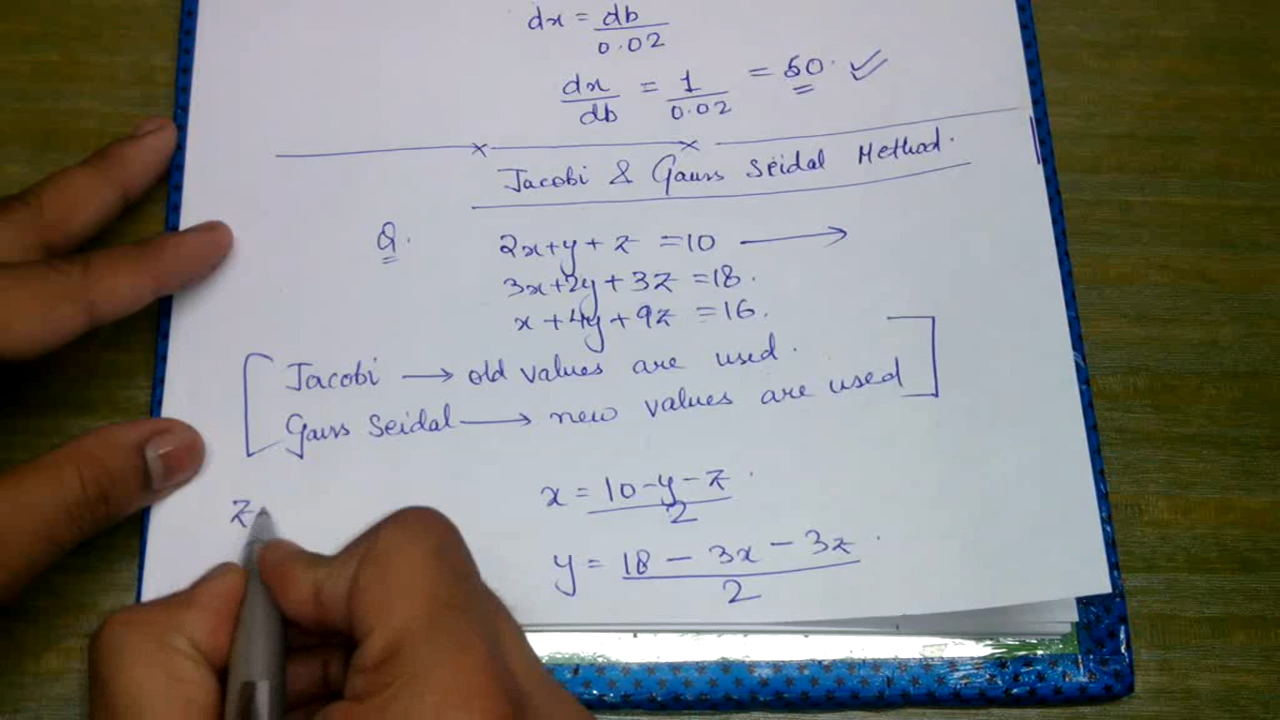 dx = db / 0.02
dx/db = 1/0.02 = 50.
Jacobi & Gauss Seidal Method.
Q. 2x+y+z =10
3x+2y+3z =18.
x+4y+9z =16.
Jacobi → old values are used.
Gauss Seidal → new values are used
x = 10-y-z / 2
y = 18 - 3x - 3z / 2
z